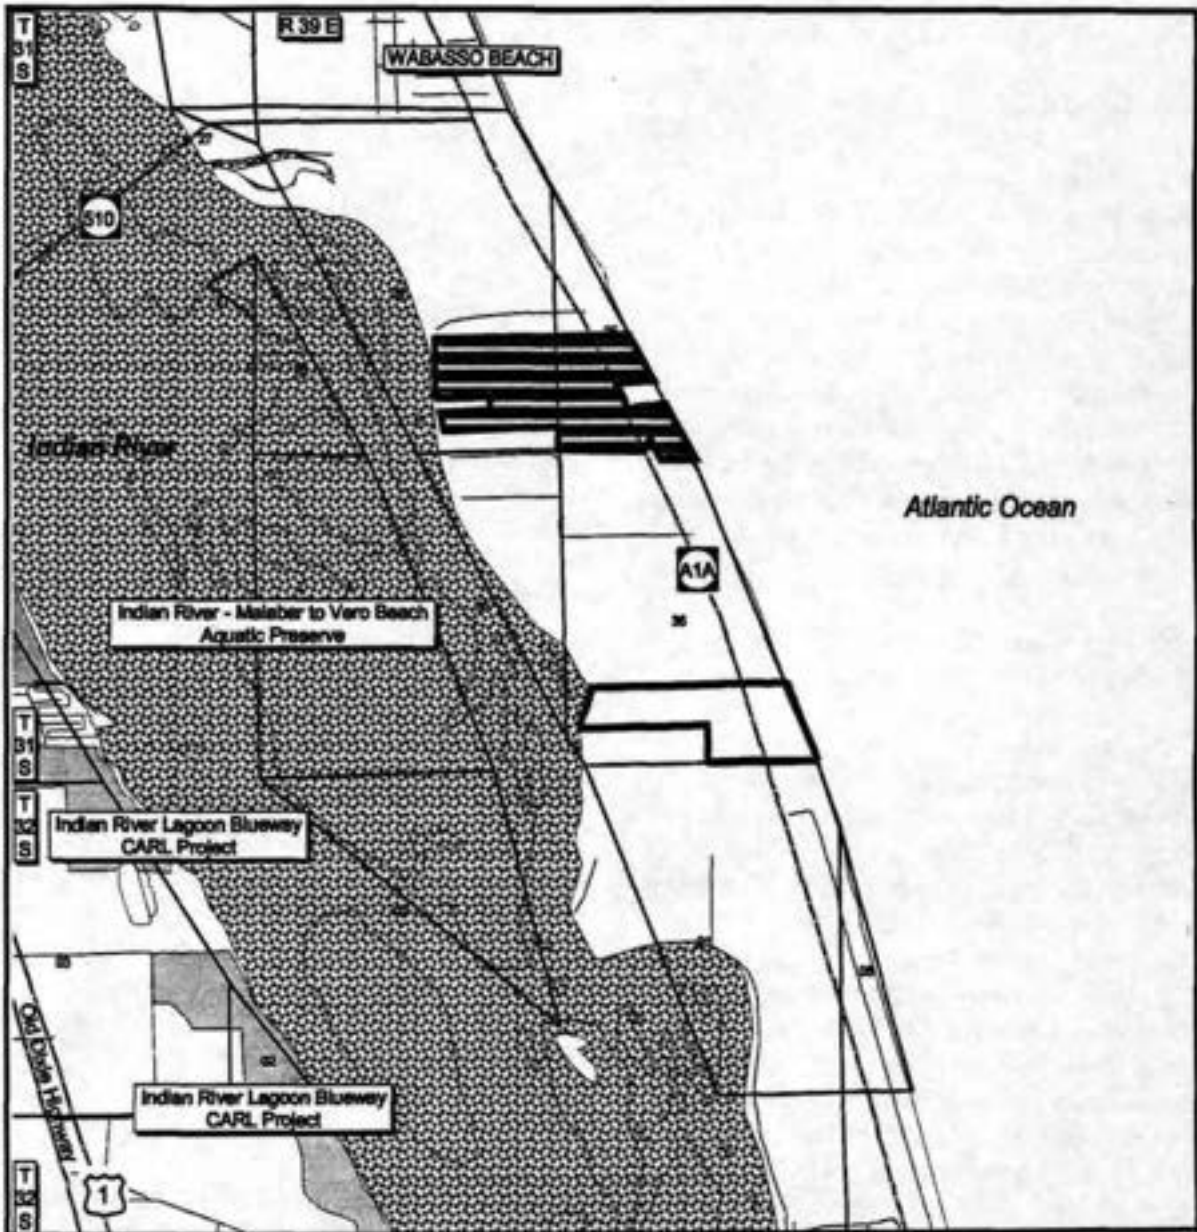 T
31
S
R 39 E
WABASSO BEACH
510
Indian River
Atlantic Ocean
A1A
Indian River - Malabar to Vero Beach
Aquatic Preserve
36
T
31
S
T
32
S
Indian River Lagoon Blueway
CARL Project
Old Dixie Highway
Indian River Lagoon Blueway
CARL Project
1
T
S